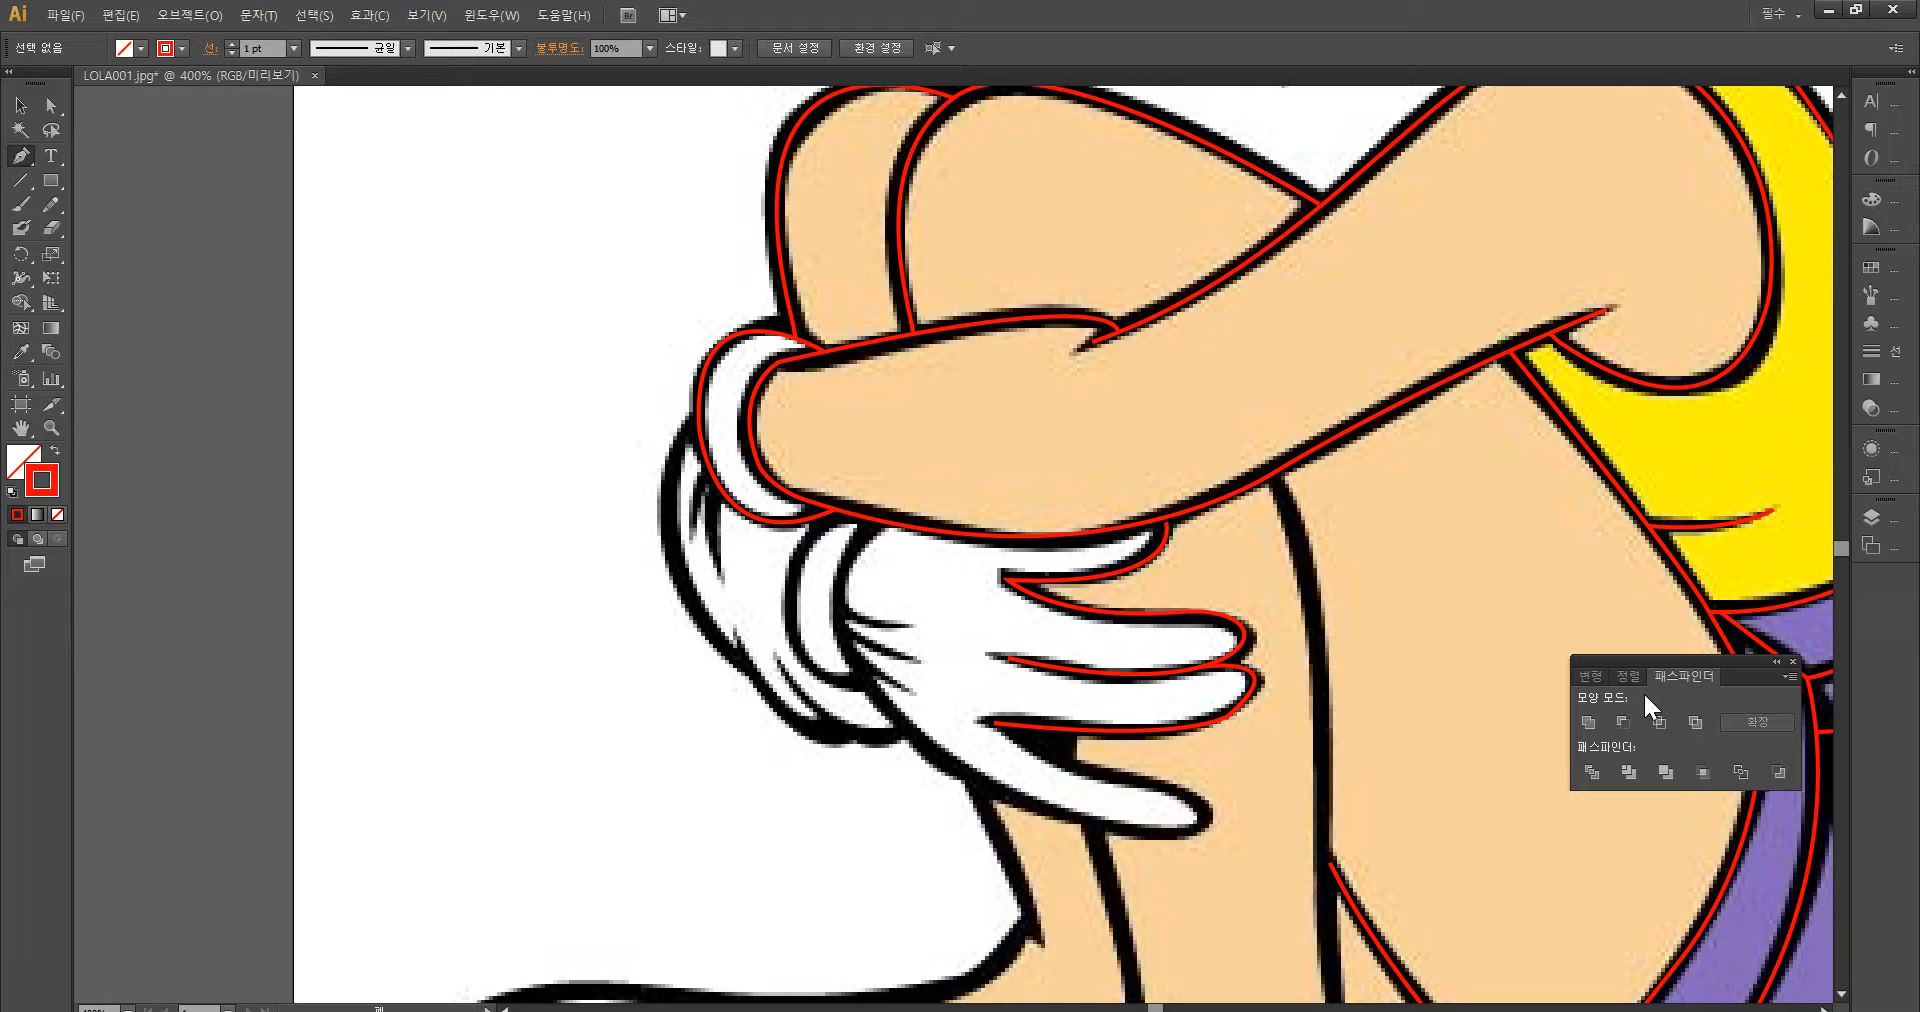 Ai 파일(F) 편집(E) 오브젝트(O) 문자(T) 선택(S) 효과(C) 보기(V) 윈도우(W) 도움말(H) Br 필수
선택 없음 선: 1 pt 균일 기본 불투명도: 100% 스타일: 문서 설정 환경 설정
LOLA001.jpg* @ 400% (RGB/미리보기)
선
변형 정렬 패스파인더
모양 모드:
확장
패스파인더: